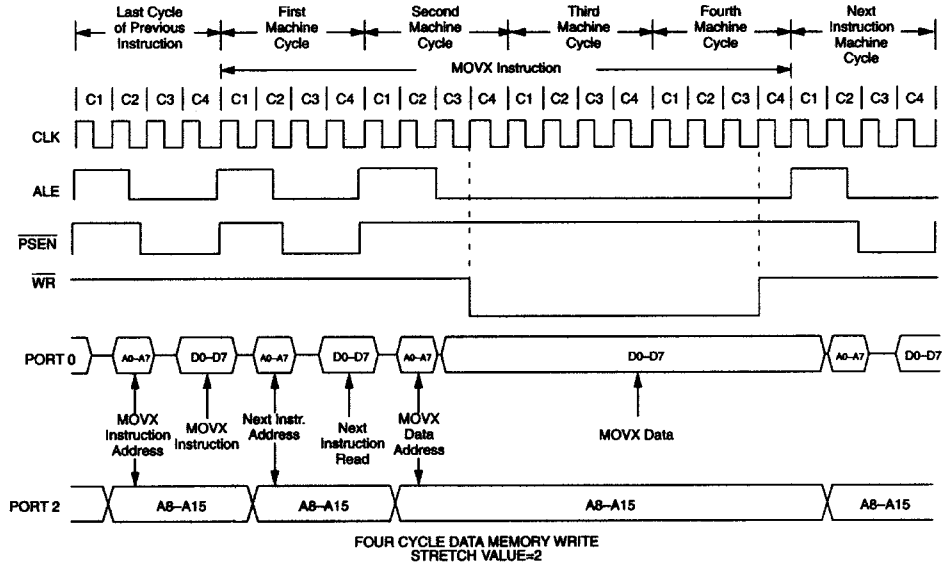 Last Cycle
of Previous
Instruction
First
Machine
Cycle
Second
Machine
Cycle
Third
Machine
Cycle
Fourth
Machine
Cycle
Next
Instruction
Machine
Cycle
MOVX Instruction
C1 C2 C3 C4 C1 C2 C3 C4 C1 C2 C3 C4 C1 C2 C3 C4 C1 C2 C3 C4 C1 C2 C3 C4
CLK
ALE
PSEN
WR
PORT 0
A0–A7 D0–D7 A0–A7 D0–D7 A0–A7 D0–D7 A0–A7 D0–D7
MOVX
Instruction
Address
MOVX
Instruction
Next Instr.
Address
Next
Instruction
Read
MOVX
Data
Address
MOVX Data
PORT 2
A8–A15 A8–A15 A8–A15 A8–A15
FOUR CYCLE DATA MEMORY WRITE
STRETCH VALUE=2